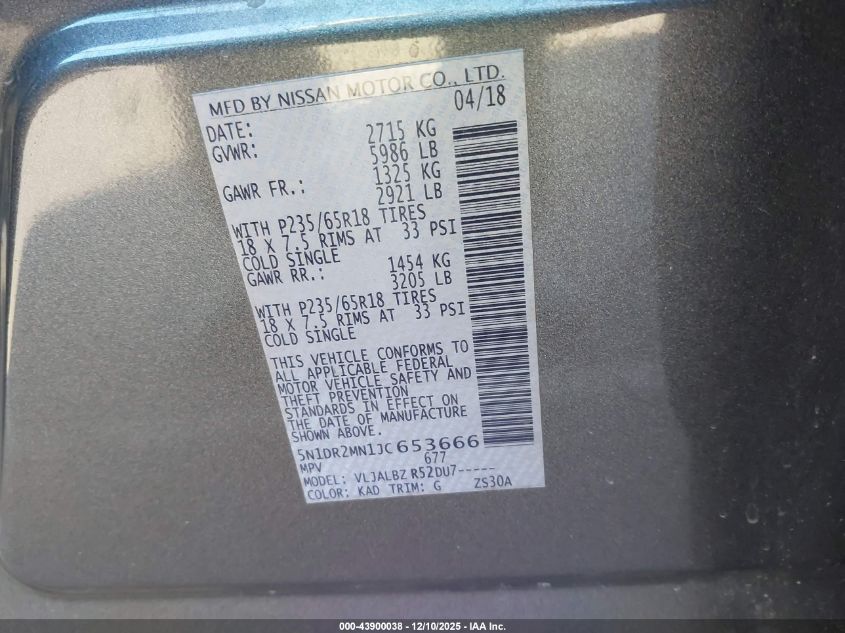 MFD BY NISSAN MOTOR CO., LTD.
DATE: 04/18
GVWR: 2715 KG
5986 LB
GAWR FR.: 1325 KG
2921 LB
WITH P235/65R18 TIRES
18 X 7.5 RIMS AT 33 PSI
COLD SINGLE
GAWR RR.: 1454 KG
3205 LB
WITH P235/65R18 TIRES
18 X 7.5 RIMS AT 33 PSI
COLD SINGLE
THIS VEHICLE CONFORMS TO
ALL APPLICABLE FEDERAL
MOTOR VEHICLE SAFETY AND
THEFT PREVENTION
STANDARDS IN EFFECT ON
THE DATE OF MANUFACTURE
SHOWN ABOVE.
5N1DR2MN1JC653666
MPV 677
MODEL: VLJALBZ R52DU7-----
COLOR: KAD TRIM: G ZS30A
000-43900038 - 12/10/2025 - IAA Inc.